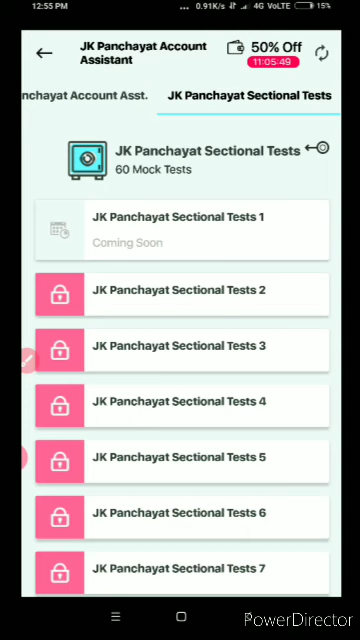 12:55 PM
... 0.91K/s 4G VoLTE 15%
JK Panchayat Account
Assistant
50% Off
11:05:49
nchayat Account Asst.
JK Panchayat Sectional Tests
JK Panchayat Sectional Tests
60 Mock Tests
JK Panchayat Sectional Tests 1
Coming Soon
JK Panchayat Sectional Tests 2
JK Panchayat Sectional Tests 3
JK Panchayat Sectional Tests 4
JK Panchayat Sectional Tests 5
JK Panchayat Sectional Tests 6
JK Panchayat Sectional Tests 7
PowerDirector